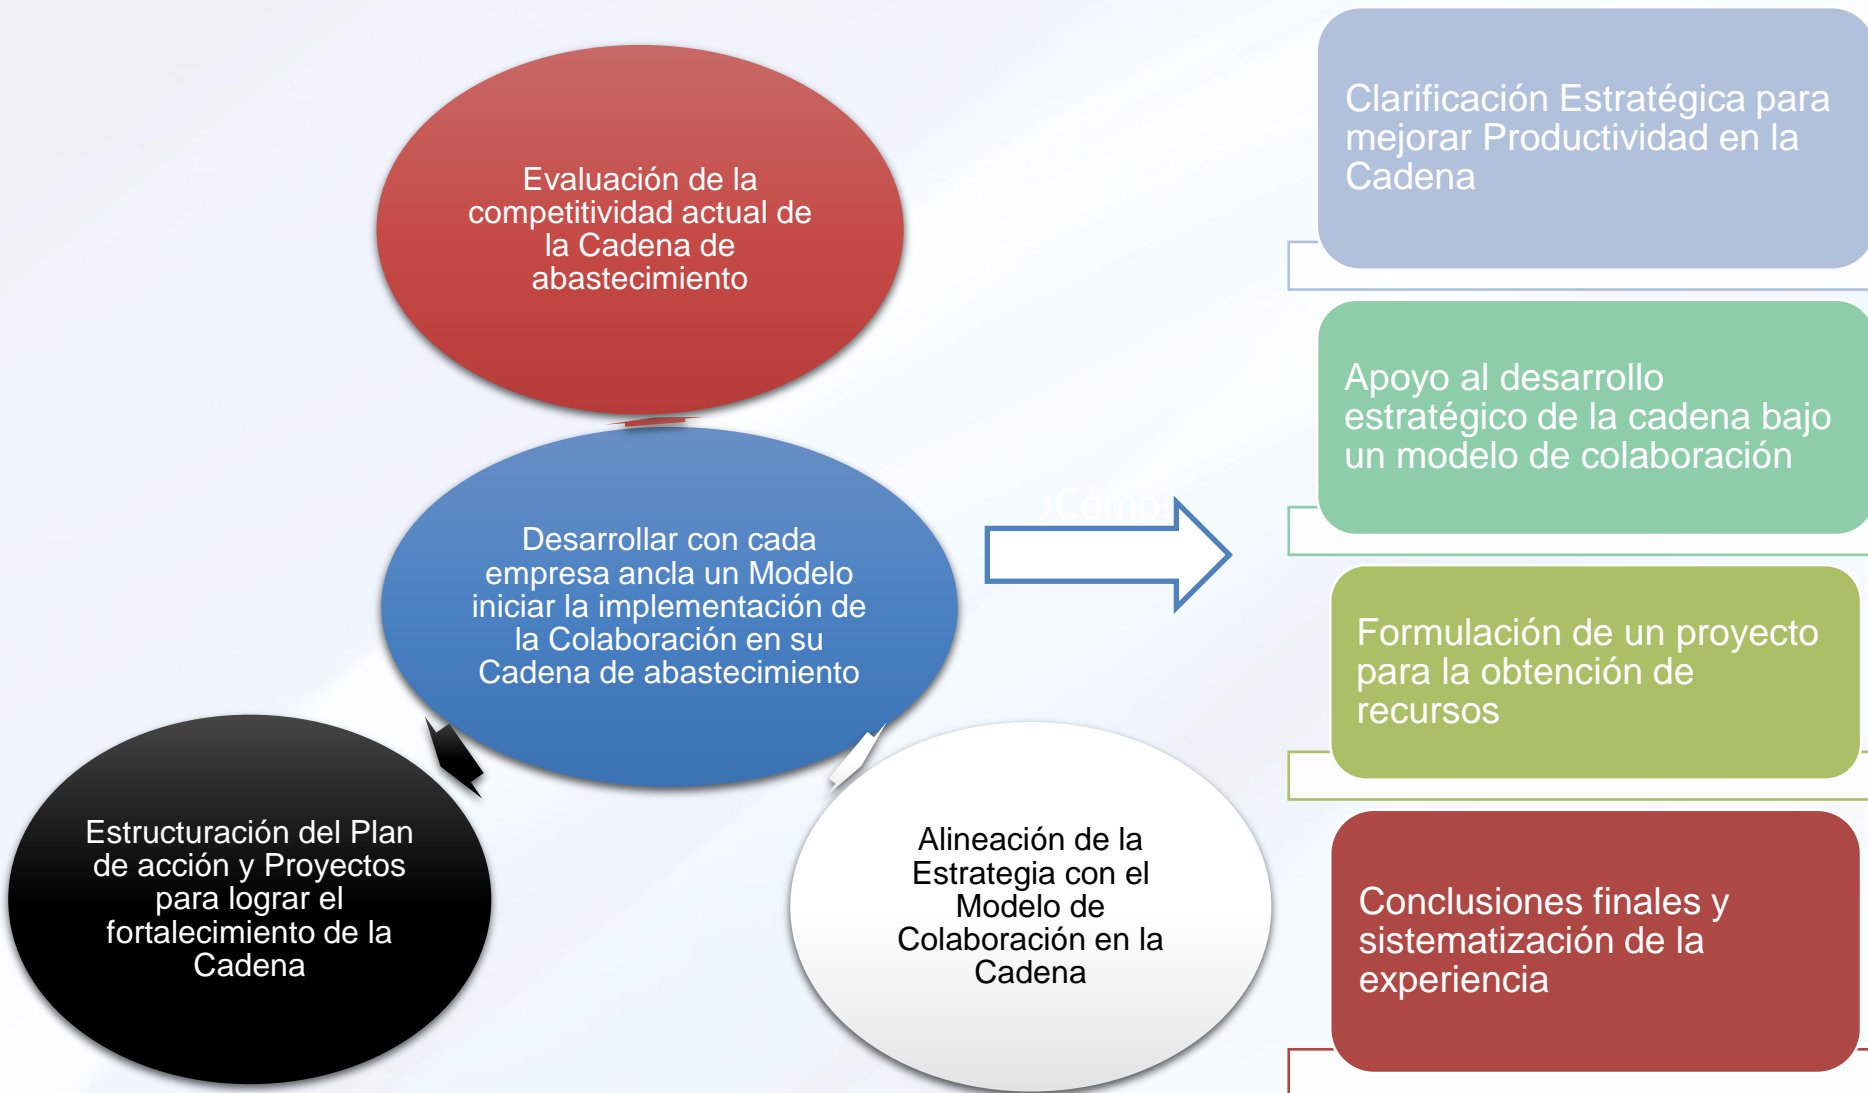 Evaluación de la
competitividad actual de
la Cadena de
abastecimiento
Desarrollar con cada
empresa ancla un Modelo
iniciar la implementación de
la Colaboración en su
Cadena de abastecimiento
Estructuración del Plan
de acción y Proyectos
para lograr el
fortalecimiento de la
Cadena
Alineación de la
Estrategia con el
Modelo de
Colaboración en la
Cadena
¿Cómo?
Clarificación Estratégica para
mejorar Productividad en la
Cadena
Apoyo al desarrollo
estratégico de la cadena bajo
un modelo de colaboración
Formulación de un proyecto
para la obtención de
recursos
Conclusiones finales y
sistematización de la
experiencia